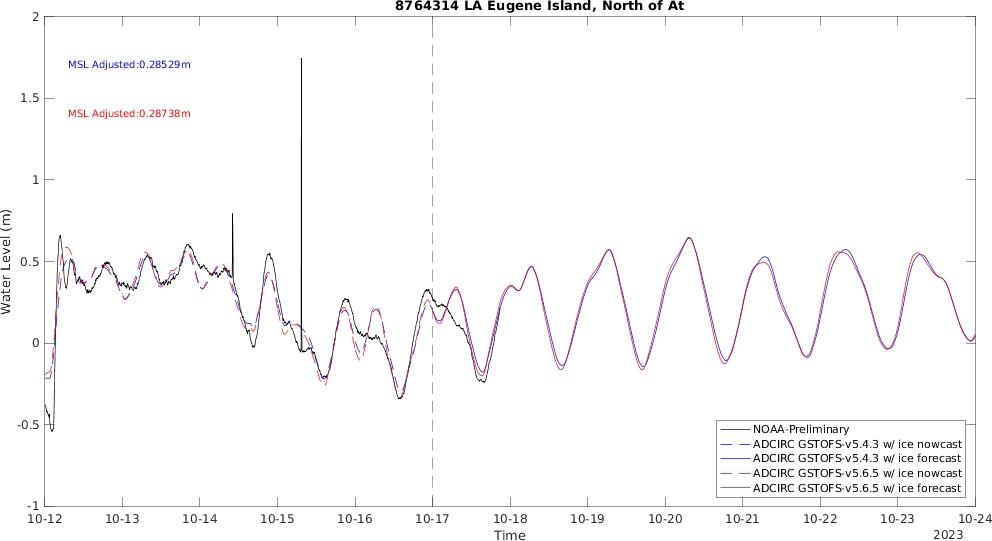 8764314 LA Eugene Island, North of At
MSL Adjusted:0.28529m
MSL Adjusted:0.28738m
Water Level (m)
2
1.5
1
0.5
0
-0.5
-1
NOAA-Preliminary
ADCIRC GSTOFS-v5.4.3 w/ ice nowcast
ADCIRC GSTOFS-v5.4.3 w/ ice forecast
ADCIRC GSTOFS-v5.6.5 w/ ice nowcast
ADCIRC GSTOFS-v5.6.5 w/ ice forecast
10-12 10-13 10-14 10-15 10-16 10-17 10-18 10-19 10-20 10-21 10-22 10-23 10-24
Time
2023